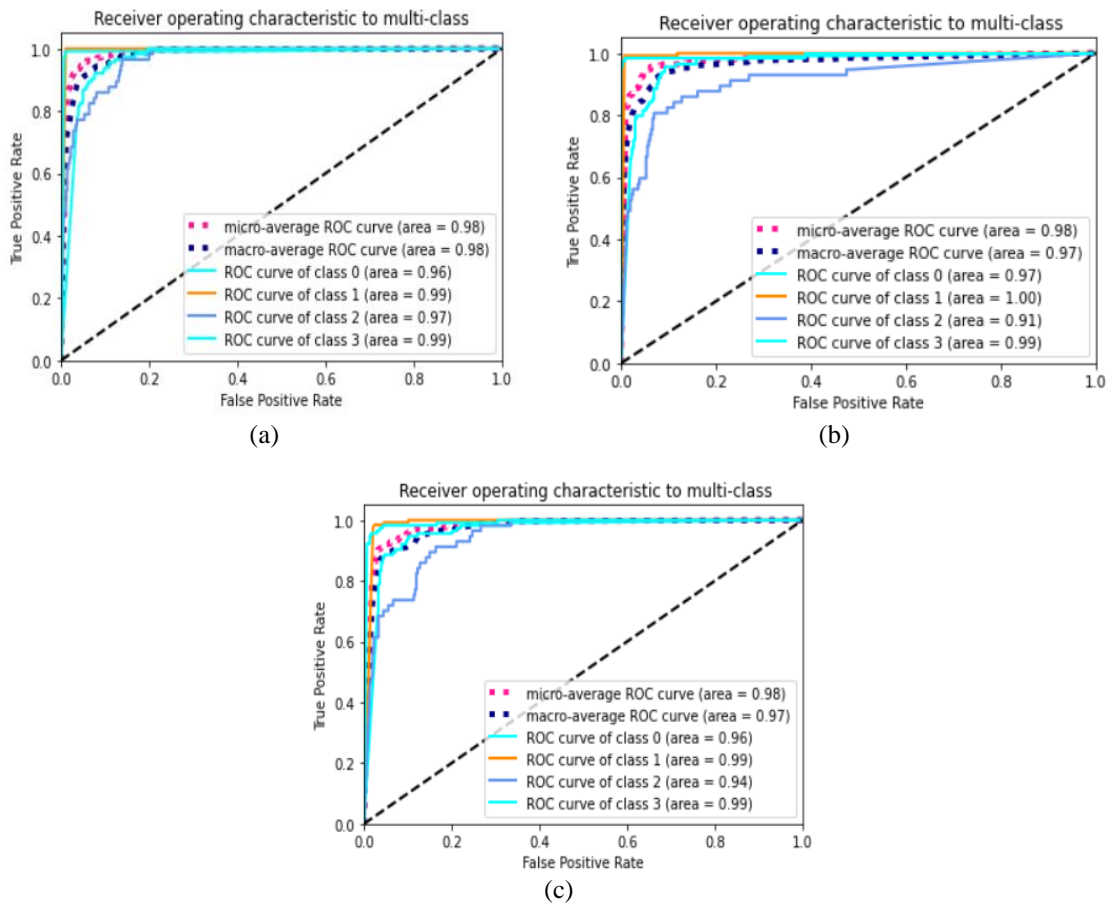 Receiver operating characteristic to multi-class
True Positive Rate
1.0
0.8
0.6
0.4
0.2
0.0
micro-average ROC curve (area = 0.98)
macro-average ROC curve (area = 0.98)
ROC curve of class 0 (area = 0.96)
ROC curve of class 1 (area = 0.99)
ROC curve of class 2 (area = 0.97)
ROC curve of class 3 (area = 0.99)
0.0 0.2 0.4 0.6 0.8 1.0
False Positive Rate
(a)
Receiver operating characteristic to multi-class
True Positive Rate
1.0
0.8
0.6
0.4
0.2
0.0
micro-average ROC curve (area = 0.98)
macro-average ROC curve (area = 0.97)
ROC curve of class 0 (area = 0.97)
ROC curve of class 1 (area = 1.00)
ROC curve of class 2 (area = 0.91)
ROC curve of class 3 (area = 0.99)
0.0 0.2 0.4 0.6 0.8 1.0
False Positive Rate
(b)
Receiver operating characteristic to multi-class
True Positive Rate
1.0
0.8
0.6
0.4
0.2
0.0
micro-average ROC curve (area = 0.98)
macro-average ROC curve (area = 0.97)
ROC curve of class 0 (area = 0.96)
ROC curve of class 1 (area = 0.99)
ROC curve of class 2 (area = 0.94)
ROC curve of class 3 (area = 0.99)
0.0 0.2 0.4 0.6 0.8 1.0
False Positive Rate
(c)